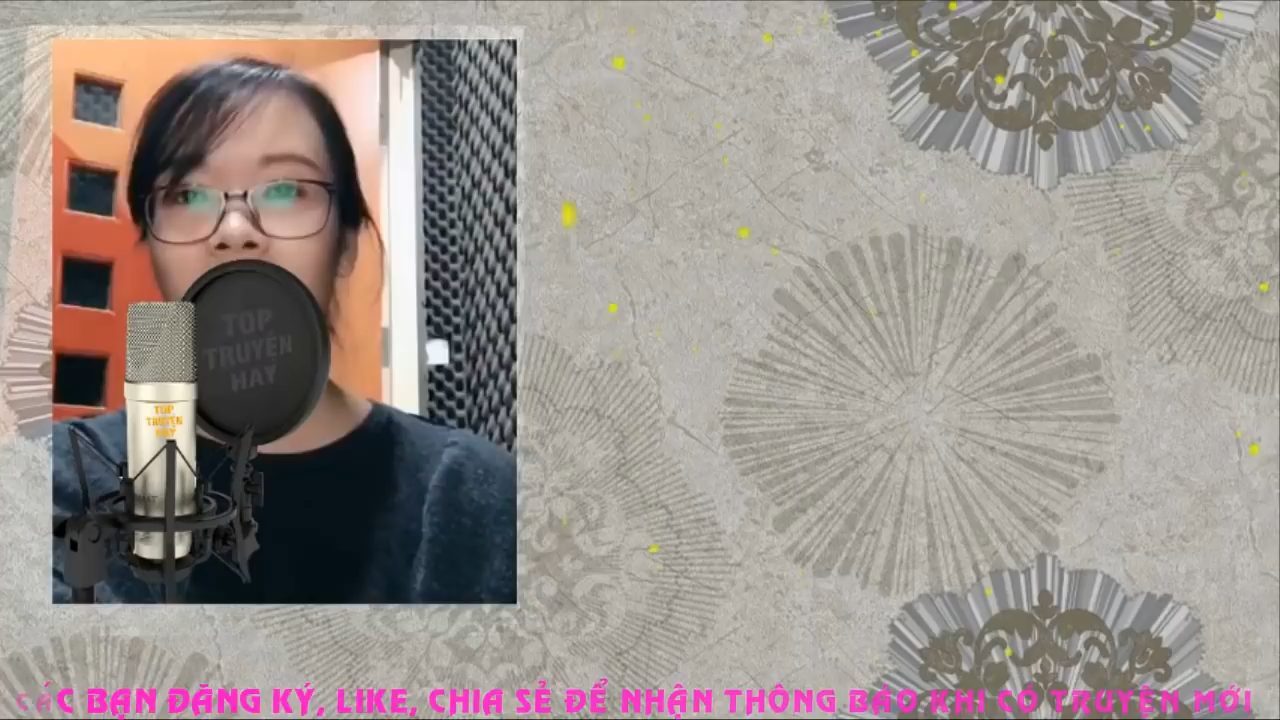 TOP
TRUYỆN
HAY
TOP
TRUYỆN
HAY
CÁC BẠN ĐĂNG KÝ, LIKE, CHIA SẺ ĐỂ NHẬN THÔNG BÁO KHI CÓ TRUYỆN MỚI